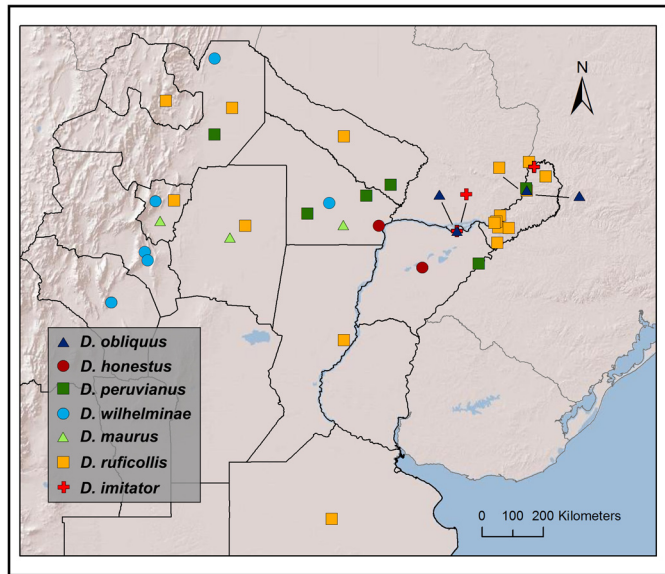 N
D. obliquus
D. honestus
D. peruvianus
D. wilhelminae
D. maurus
D. ruficollis
D. imitator
0 100 200 Kilometers